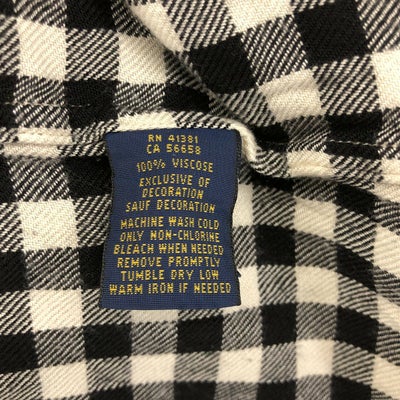 RN 41381
CA 56658
100% VISCOSE
EXCLUSIVE OF
DECORATION
SAUF DECORATION
MACHINE WASH COLD
ONLY NON-CHLORINE
BLEACH WHEN NEEDED
REMOVE PROMPTLY
TUMBLE DRY LOW
WARM IRON IF NEEDED